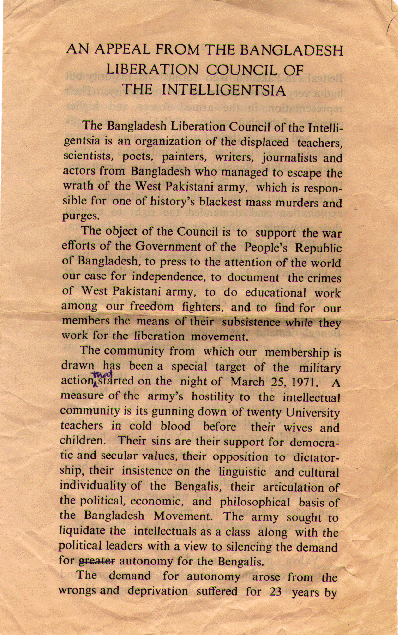 AN APPEAL FROM THE BANGLADESH
LIBERATION COUNCIL OF
THE INTELLIGENTSIA
The Bangladesh Liberation Council of the Intelli-
gentsia is an organization of the displaced teachers,
scientists, poets, painters, writers, journalists and
actors from Bangladesh who managed to escape the
wrath of the West Pakistani army, which is respon-
sible for one of history's blackest mass murders and
purges.
The object of the Council is to support the war
efforts of the Government of the People's Republic
of Bangladesh, to press to the attention of the world
our case for independence, to document the crimes
of West Pakistani army, to do educational work
among our freedom fighters, and to find for our
members the means of their subsistence while they
work for the liberation movement.
The community from which our membership is
drawn has been a special target of the military
action that started on the night of March 25, 1971. A
measure of the army's hostility to the intellectual
community is its gunning down of twenty University
teachers in cold blood before their wives and
children. Their sins are their support for democra-
tic and secular values, their opposition to dictator-
ship, their insistence on the linguistic and cultural
individuality of the Bengalis, their articulation of
the political, economic, and philosophical basis of
the Bangladesh Movement. The army sought to
liquidate the intellectuals as a class along with the
political leaders with a view to silencing the demand
for greater autonomy for the Bengalis.
The demand for autonomy arose from the
wrongs and deprivation suffered for 23 years by